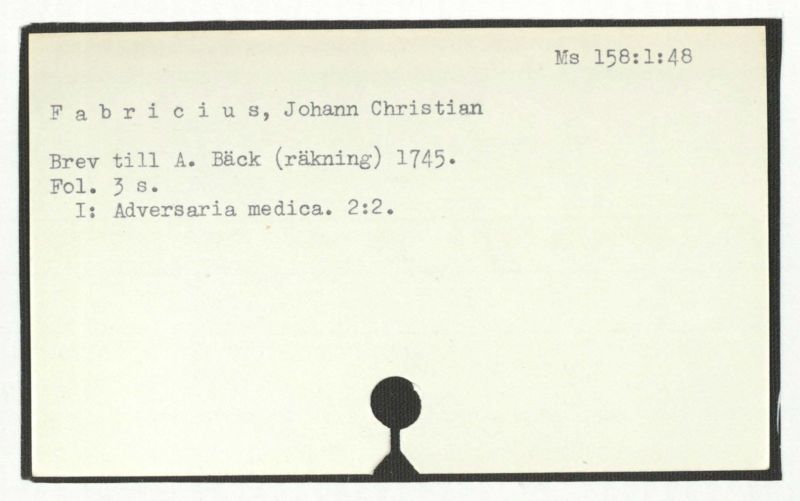 Ms 158:1:48
F a b r i c i u s, Johann Christian
Brev till A. Bäck (räkning) 1745.
Fol. 3 s.
I: Adversaria medica. 2:2.